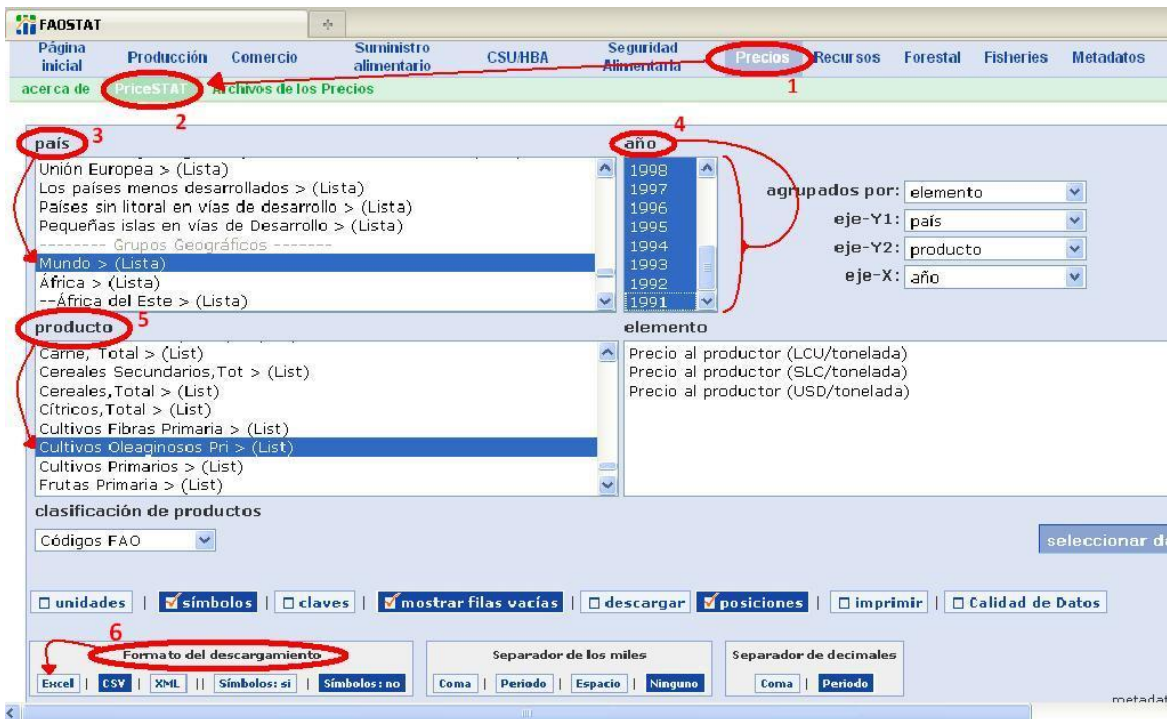 FAOSTAT
Página inicial Producción Comercio Suministro alimentario CSU/HBA Seguridad Alimentaria Precios Recursos Forestal Fisheries Metadatos
1
acerca de PriceSTAT Archivos de los Precios
2
país 3
Unión Europea > (Lista)
Los países menos desarrollados > (Lista)
Países sin litoral en vías de desarrollo > (Lista)
Pequeñas islas en vías de Desarrollo > (Lista)
-------- Grupos Geográficos -------
Mundo > (Lista)
África > (Lista)
--África del Este > (Lista)
año 4
1998
1997
1996
1995
1994
1993
1992
1991
agrupados por: elemento
eje-Y1: país
eje-Y2: producto
eje-X: año
producto 5
Carne, Total > (List)
Cereales Secundarios,Tot > (List)
Cereales,Total > (List)
Cítricos,Total > (List)
Cultivos Fibras Primaria > (List)
Cultivos Oleaginosos Pri > (List)
Cultivos Primarios > (List)
Frutas Primaria > (List)
elemento
Precio al productor (LCU/tonelada)
Precio al productor (SLC/tonelada)
Precio al productor (USD/tonelada)
clasificación de productos
Códigos FAO
seleccionar d
unidades | símbolos | claves | mostrar filas vacías | descargar posiciones | imprimir | Calidad de Datos
6
Formato del descargamiento
Excel | CSV | XML || Símbolos: si | Símbolos: no
Separador de los miles
Coma | Periodo | Espacio | Ninguno
Separador de decimales
Coma | Periodo
metadat